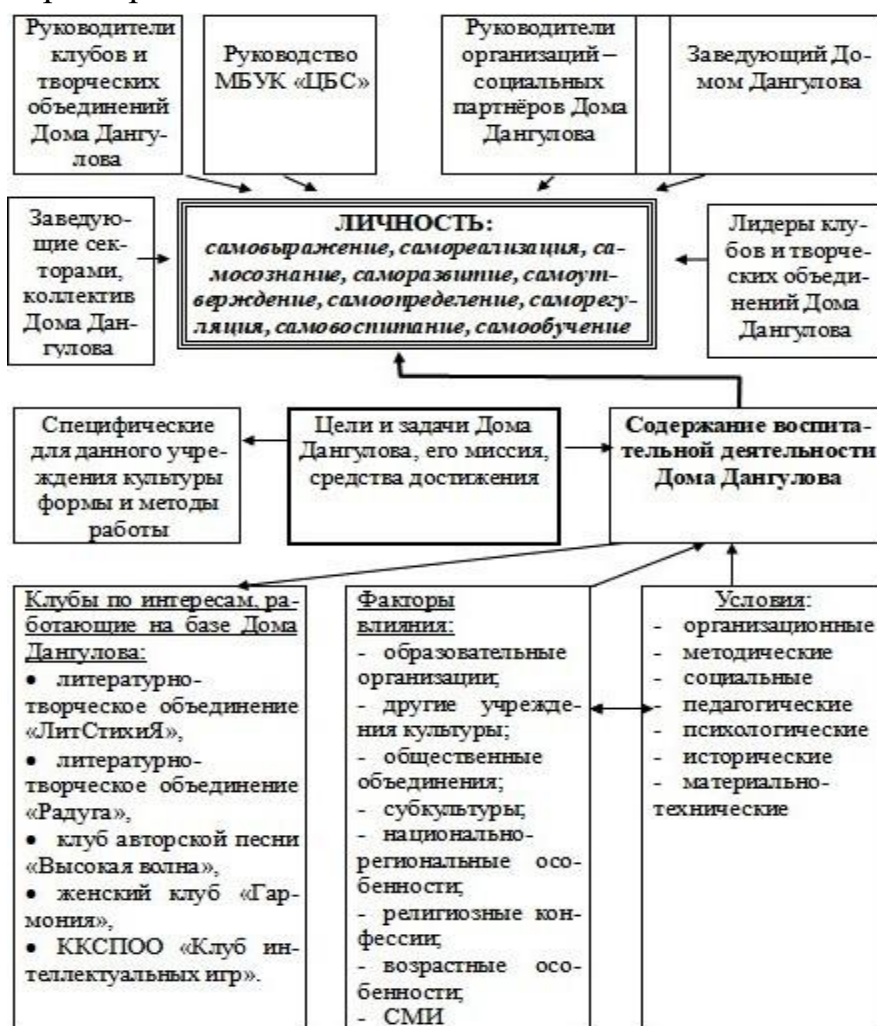 Руководители
клубов и
творческих
объединений
Дома Дангу-
лова
Руководство
МБУК «ЦБС»
Руководители
организаций –
социальных
партнёров Дома
Дангулова
Заведующий До-
мом Дангулова
Заведую-
щие сек-
торами,
коллектив
Дома Дан-
гулова
ЛИЧНОСТЬ:
самовыражение, самореализация, са-
мосознание, саморазвитие, самоут-
верждение, самоопределение, саморегу-
ляция, самовоспитание, самообучение
Лидеры клу-
бов и творче-
ских объеди-
нений Дома
Дангулова
Специфические
для данного учре-
ждения культуры
формы и методы
работы
Цели и задачи Дома
Дангулова, его миссия,
средства достижения
Содержание воспита-
тельной деятельности
Дома Дангулова
Клубы по интересам, ра-
ботающие на базе Дома
Дангулова:
• литературно-
творческое объединение
«ЛитСтихиЯ»,
• литературно-
творческое объединение
«Радуга»,
• клуб авторской песни
«Высокая волна»,
• женский клуб «Гар-
мония»,
• ККСПОО «Клуб ин-
теллектуальных игр».
Факторы
влияния:
- образовательные
организации;
- другие учрежде-
ния культуры;
- общественные
объединения;
- субкультуры;
- национально-
региональные осо-
бенности;
- религиозные кон-
фессии;
- возрастные осо-
бенности;
- СМИ
Условия:
- организационные
- методические
- социальные
- педагогические
- психологические
- исторические
- материально-
технические